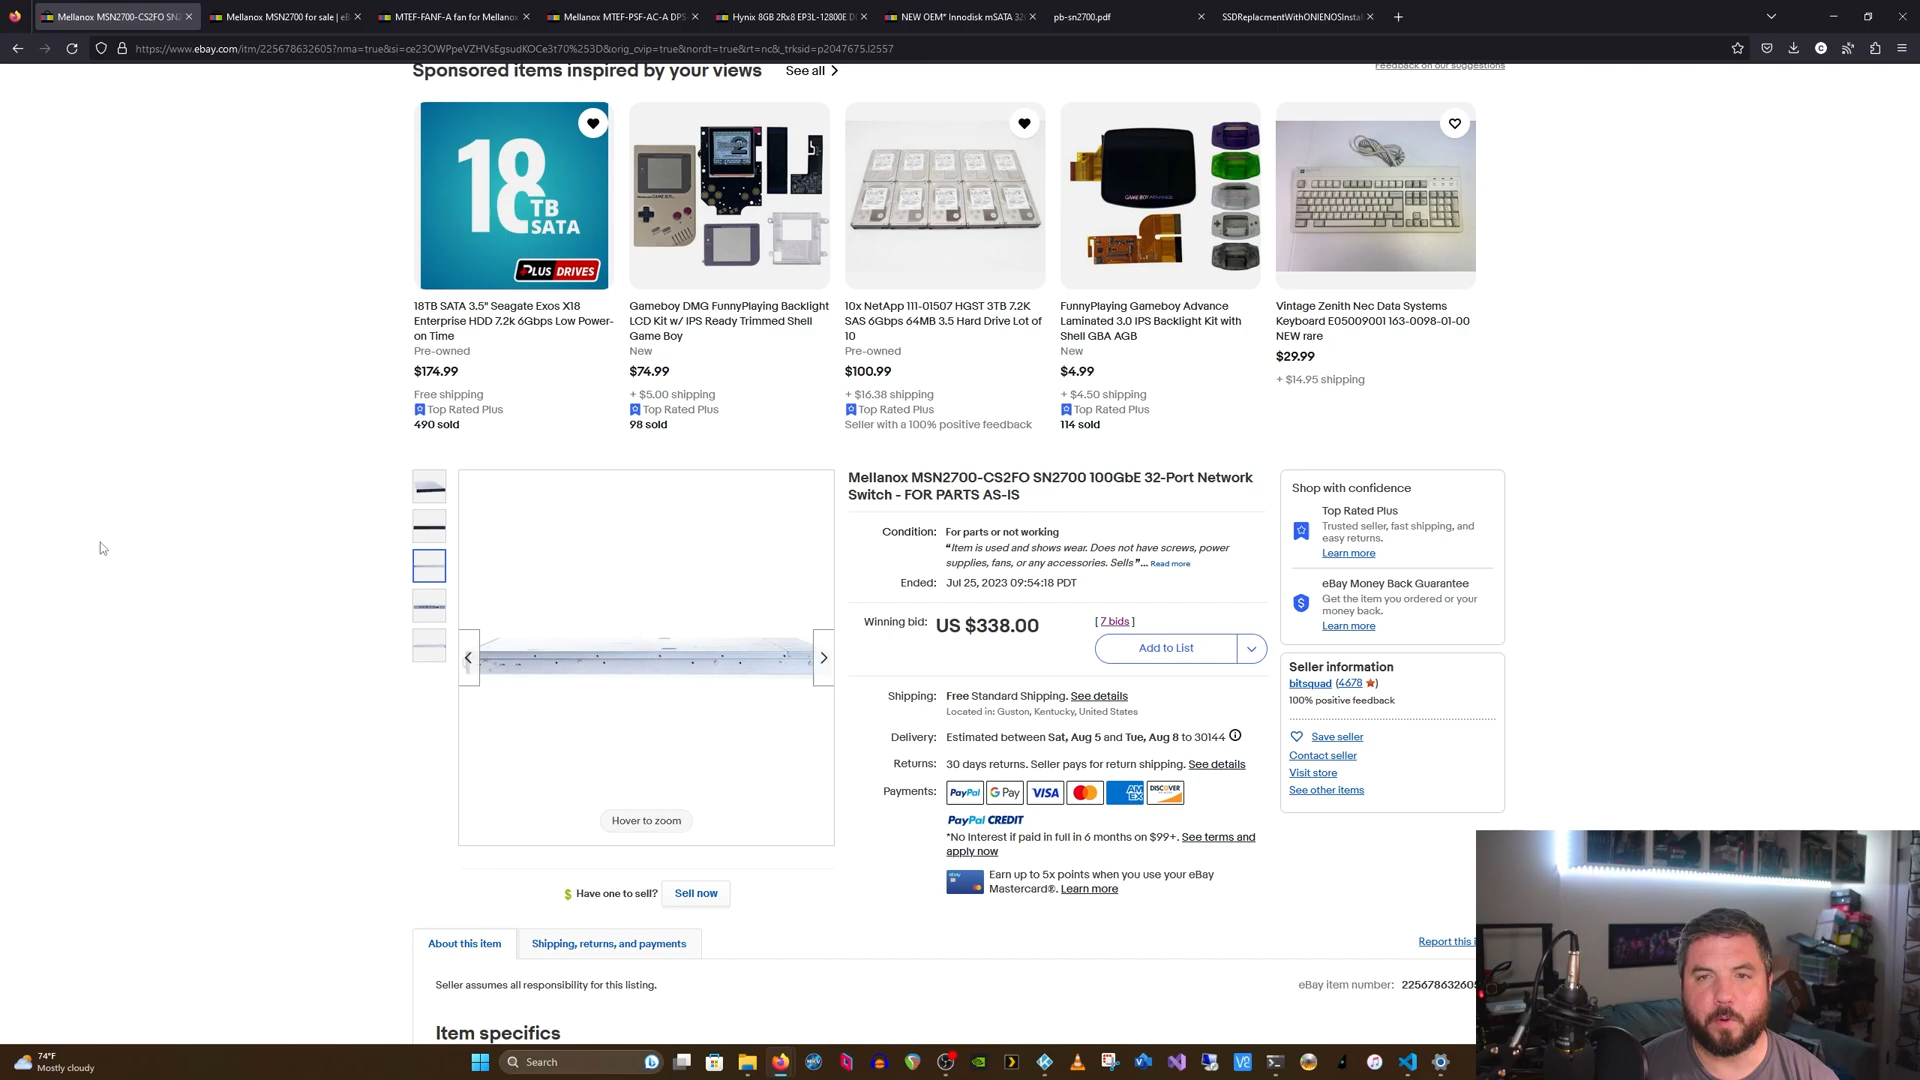 Mellanox MSN2700-CS2FO SN2
Mellanox MSN2700 for sale | eB
MTEF-FANF-A fan for Mellanox
Mellanox MTEF-PSF-AC-A DPS-
Hynix 8GB 2Rx8 EP3L-12800E D
NEW OEM* Innodisk mSATA 32
pb-sn2700.pdf
SSDReplacmentWithONIENOSInstal
https://www.ebay.com/itm/225678632605?nma=true&si=ce23OWPpeVZHVsEgsudKOCe3t70%253D&orig_cvip=true&nordt=true&rt=nc&_trksid=p2047675.l2557
Sponsored items inspired by your views
See all
Feedback on our suggestions
18
TB
SATA
PLUS DRIVES
GAME BOY ADVANCE
18TB SATA 3.5" Seagate Exos X18
Enterprise HDD 7.2k 6Gbps Low Power-
on Time
Pre-owned
$174.99
Free shipping
Top Rated Plus
490 sold
Gameboy DMG FunnyPlaying Backlight
LCD Kit w/ IPS Ready Trimmed Shell
Game Boy
New
$74.99
+ $5.00 shipping
Top Rated Plus
98 sold
10x NetApp 111-01507 HGST 3TB 7.2K
SAS 6Gbps 64MB 3.5 Hard Drive Lot of
10
Pre-owned
$100.99
+ $16.38 shipping
Top Rated Plus
Seller with a 100% positive feedback
FunnyPlaying Gameboy Advance
Laminated 3.0 IPS Backlight Kit with
Shell GBA AGB
New
$4.99
+ $4.50 shipping
Top Rated Plus
114 sold
Vintage Zenith Nec Data Systems
Keyboard E05009001 163-0098-01-00
NEW rare
$29.99
+ $14.95 shipping
Hover to zoom
Have one to sell?
Sell now
Mellanox MSN2700-CS2FO SN2700 100GbE 32-Port Network
Switch - FOR PARTS AS-IS
Condition: For parts or not working
“Item is used and shows wear. Does not have screws, power
supplies, fans, or any accessories. Sells”... Read more
Ended: Jul 25, 2023 09:54:18 PDT
Winning bid: US $338.00 [ 7 bids ]
Add to List
Shipping: Free Standard Shipping. See details
Located in: Guston, Kentucky, United States
Delivery: Estimated between Sat, Aug 5 and Tue, Aug 8 to 30144
Returns: 30 days returns. Seller pays for return shipping. See details
Payments: PayPal G Pay VISA AM EX DISCOVER
PayPal CREDIT
*No Interest if paid in full in 6 months on $99+. See terms and
apply now
Earn up to 5x points when you use your eBay
Mastercard®. Learn more
Shop with confidence
Top Rated Plus
Trusted seller, fast shipping, and
easy returns.
Learn more
eBay Money Back Guarantee
Get the item you ordered or your
money back.
Learn more
Seller information
bitsquad (4678 )
100% positive feedback
Save seller
Contact seller
Visit store
See other items
About this item
Shipping, returns, and payments
Report this i
Seller assumes all responsibility for this listing.
eBay item number: 225678632605
Item specifics
74°F
Mostly cloudy
Search